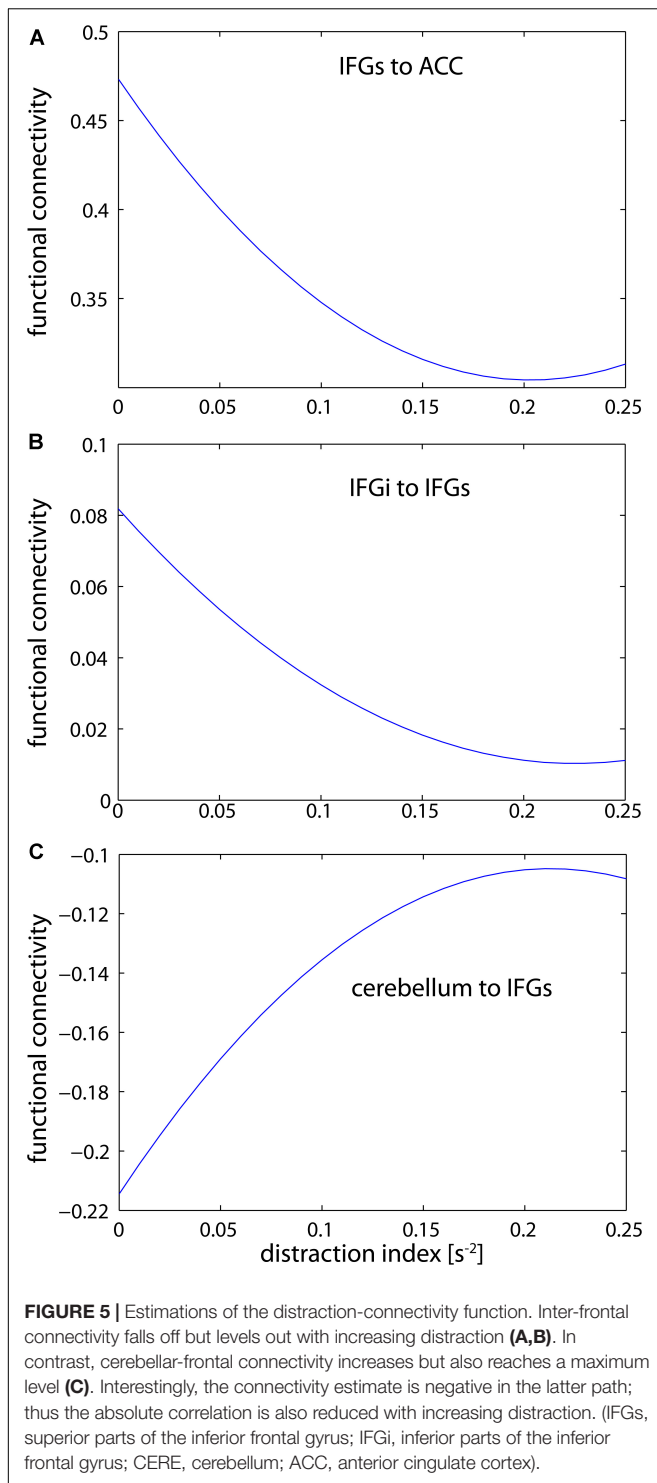 A
0.5
IFGs to ACC
0.45
0.4
0.35
functional connectivity
0 0.05 0.1 0.15 0.2 0.25
B
0.1
IFGi to IFGs
0.08
0.06
0.04
0.02
0
functional connectivity
0 0.05 0.1 0.15 0.2 0.25
C
−0.1
−0.12
−0.14
cerebellum to IFGs
−0.16
−0.18
−0.2
−0.22
functional connectivity
0 0.05 0.1 0.15 0.2 0.25
distraction index [s⁻²]
FIGURE 5 | Estimations of the distraction-connectivity function. Inter-frontal
connectivity falls off but levels out with increasing distraction (A,B). In
contrast, cerebellar-frontal connectivity increases but also reaches a maximum
level (C). Interestingly, the connectivity estimate is negative in the latter path;
thus the absolute correlation is also reduced with increasing distraction. (IFGs,
superior parts of the inferior frontal gyrus; IFGi, inferior parts of the inferior
frontal gyrus; CERE, cerebellum; ACC, anterior cingulate cortex).